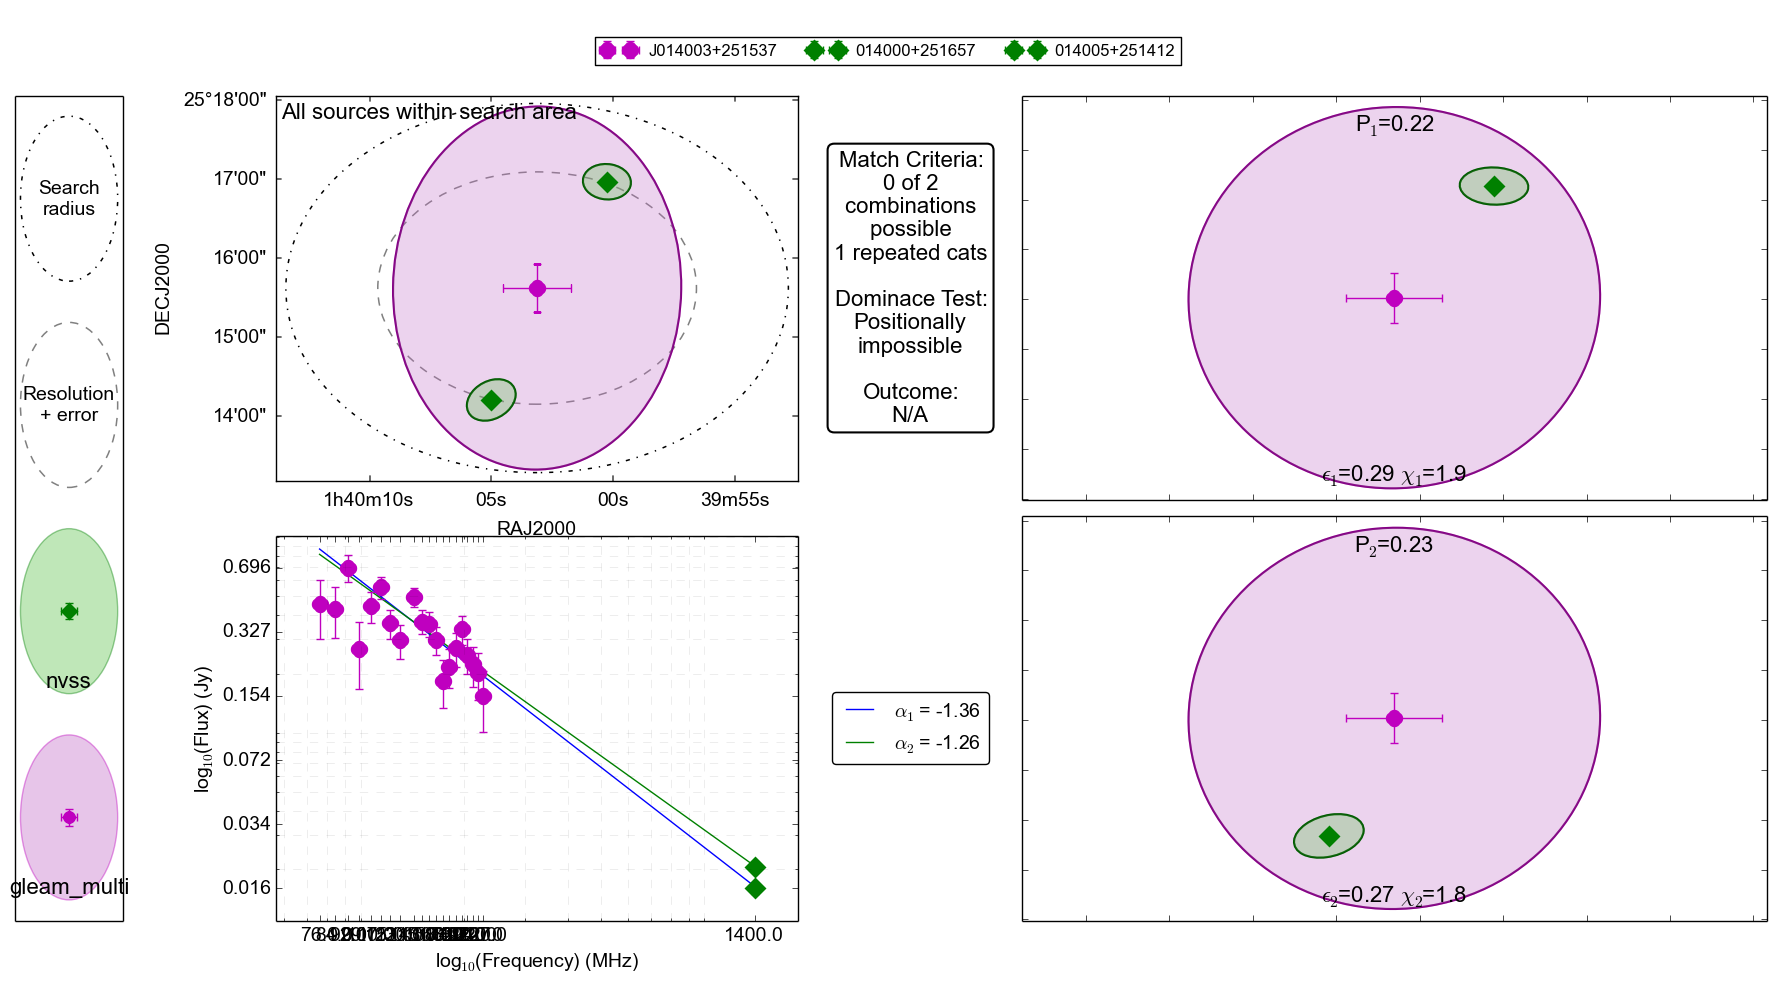 J014003+251537 014000+251657 014005+251412
Search
radius
Resolution
+ error
nvss
gleam_multi
All sources within search area
25°18'00"
17'00"
16'00"
15'00"
14'00"
DECJ2000
1h40m10s 05s 00s 39m55s
RAJ2000
Match Criteria:
0 of 2
combinations
possible
1 repeated cats
Dominace Test:
Positionally
impossible
Outcome:
N/A
P1=0.22
ϵ1=0.29 χ1=1.9
0.696
0.327
0.154
0.072
0.034
0.016
log10(Flux) (Jy)
1400.0
log10(Frequency) (MHz)
α1 = -1.36
α2 = -1.26
P2=0.23
ϵ2=0.27 χ2=1.8